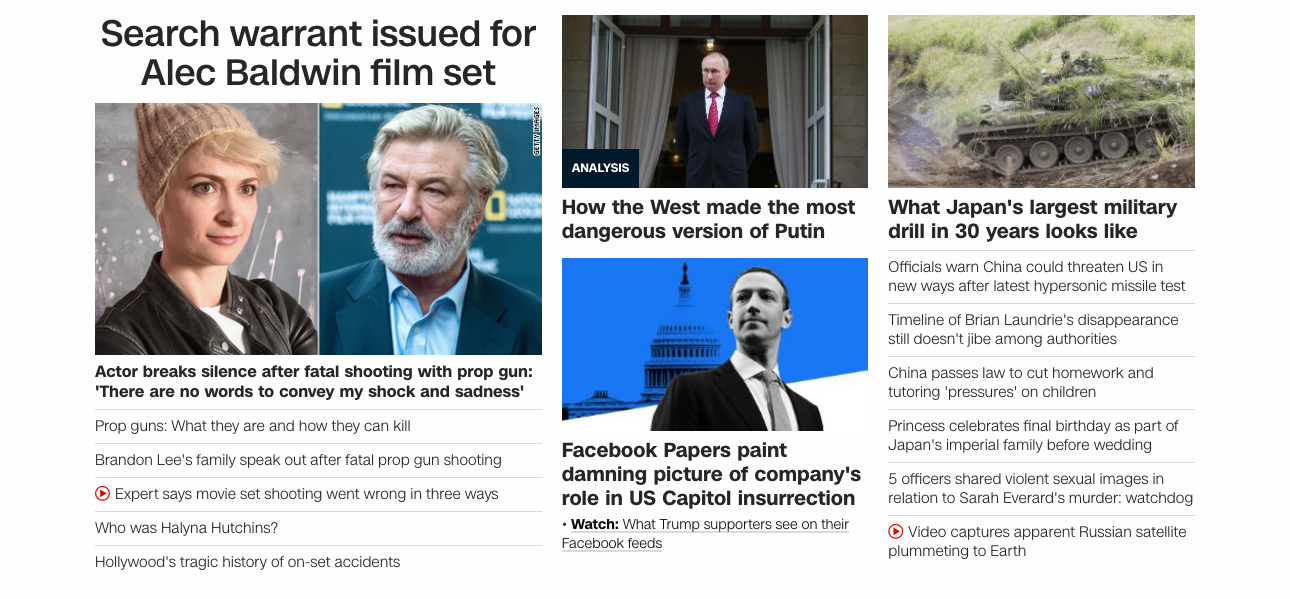 Search warrant issued for
Alec Baldwin film set
GETTY IMAGES
Actor breaks silence after fatal shooting with prop gun:
'There are no words to convey my shock and sadness'
Prop guns: What they are and how they can kill
Brandon Lee's family speak out after fatal prop gun shooting
Expert says movie set shooting went wrong in three ways
Who was Halyna Hutchins?
Hollywood's tragic history of on-set accidents
ANALYSIS
How the West made the most
dangerous version of Putin
Facebook Papers paint
damning picture of company's
role in US Capitol insurrection
• Watch: What Trump supporters see on their
Facebook feeds
What Japan's largest military
drill in 30 years looks like
Officials warn China could threaten US in
new ways after latest hypersonic missile test
Timeline of Brian Laundrie's disappearance
still doesn't jibe among authorities
China passes law to cut homework and
tutoring 'pressures' on children
Princess celebrates final birthday as part of
Japan's imperial family before wedding
5 officers shared violent sexual images in
relation to Sarah Everard's murder: watchdog
Video captures apparent Russian satellite
plummeting to Earth